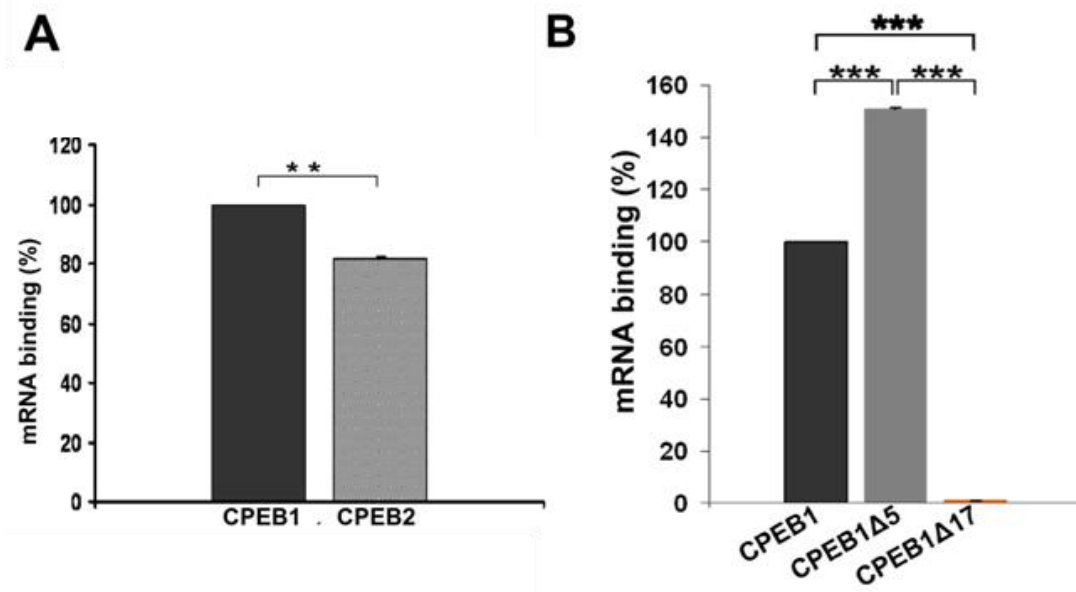 A
mRNA binding (%)
120
100
80
60
40
20
0
* *
CPEB1 . CPEB2
B
mRNA binding (%)
160
140
120
100
80
60
40
20
0
***
*** ***
CPEB1
CPEB1Δ5
CPEB1Δ17